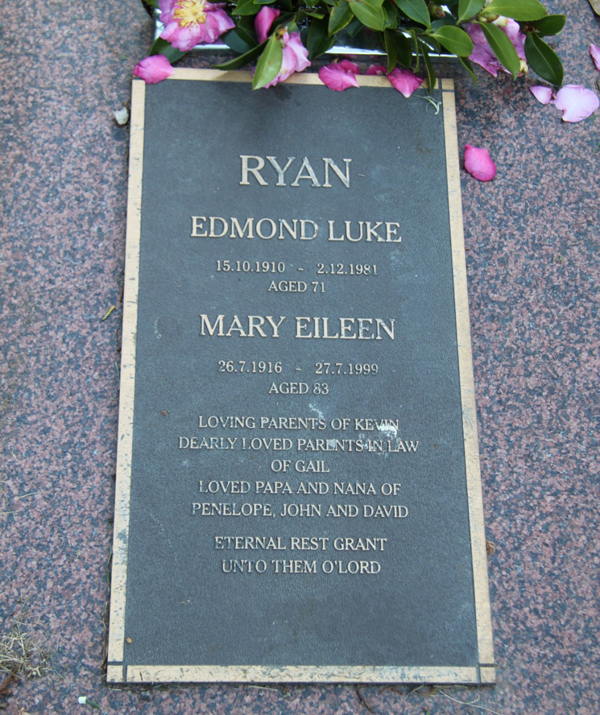 RYAN
EDMOND LUKE
15.10.1910 - 2.12.1981
AGED 71
MARY EILEEN
26.7.1916 - 27.7.1999
AGED 83
LOVING PARENTS OF KEVIN
DEARLY LOVED PARENTS-IN LAW
OF GAIL
LOVED PAPA AND NANA OF
PENELOPE, JOHN AND DAVID
ETERNAL REST GRANT
UNTO THEM O'LORD